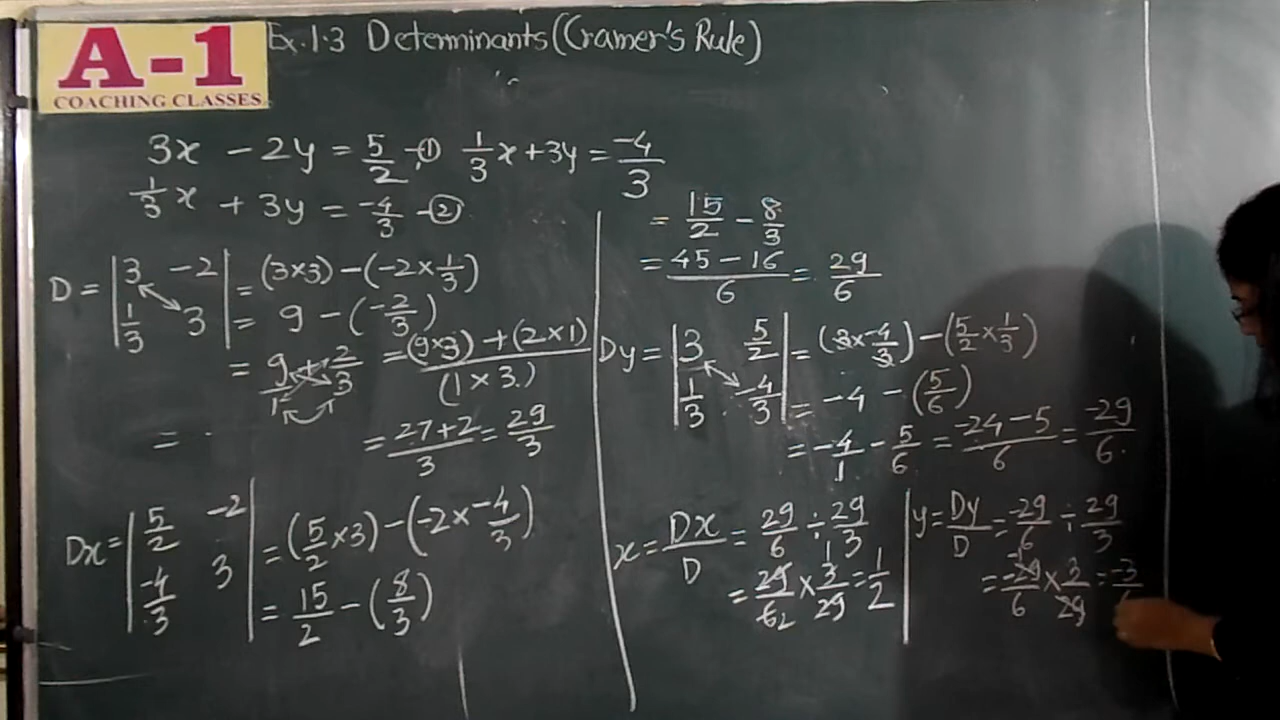 A-1
COACHING CLASSES
Ex. 1.3 Determinants (Cramer's Rule)
3x - 2y = 5/2 -① 1/3 x + 3y = -4/3
1/3 x + 3y = -4/3 -②
D = |3 -2; 1/3 3| = (3×3) - (-2×1/3)
= 9 - (-2/3)
= 9/1 + 2/3 = (9×3) + (2×1) / (1×3)
=
= 27+2/3 = 29/3
Dx = |5/2 -2; -4/3 3| = (5/2×3) - (-2×-4/3)
= 15/2 - (8/3)
= 15/2 - 8/3
= 45-16/6 = 29/6
Dy = |3 5/2; 1/3 -4/3| = (3×-4/3) - (5/2×1/3)
= -4 - (5/6)
= -4/1 - 5/6 = -24-5/6 = -29/6
x = Dx/D = 29/6 ÷ 29/3
= 29/6 × 3/29 = 1/2
y = Dy/D = -29/6 ÷ 29/3
= -29/6 × 3/29 = -3/